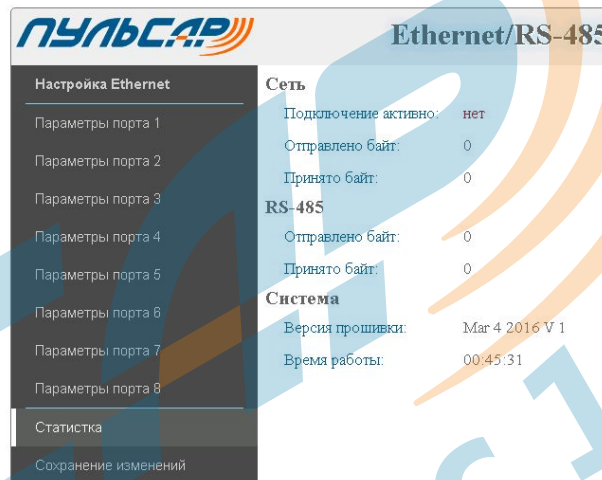 ПУЛЬСАР
Ethernet/RS-485
Настройка Ethernet
Параметры порта 1
Параметры порта 2
Параметры порта 3
Параметры порта 4
Параметры порта 5
Параметры порта 6
Параметры порта 7
Параметры порта 8
Статистка
Сохранение изменений
Сеть
Подключение активно: нет
Отправлено байт: 0
Принято байт: 0
RS-485
Отправлено байт: 0
Принято байт: 0
Система
Версия прошивки: Mar 4 2016 V 1
Время работы: 00:45:31